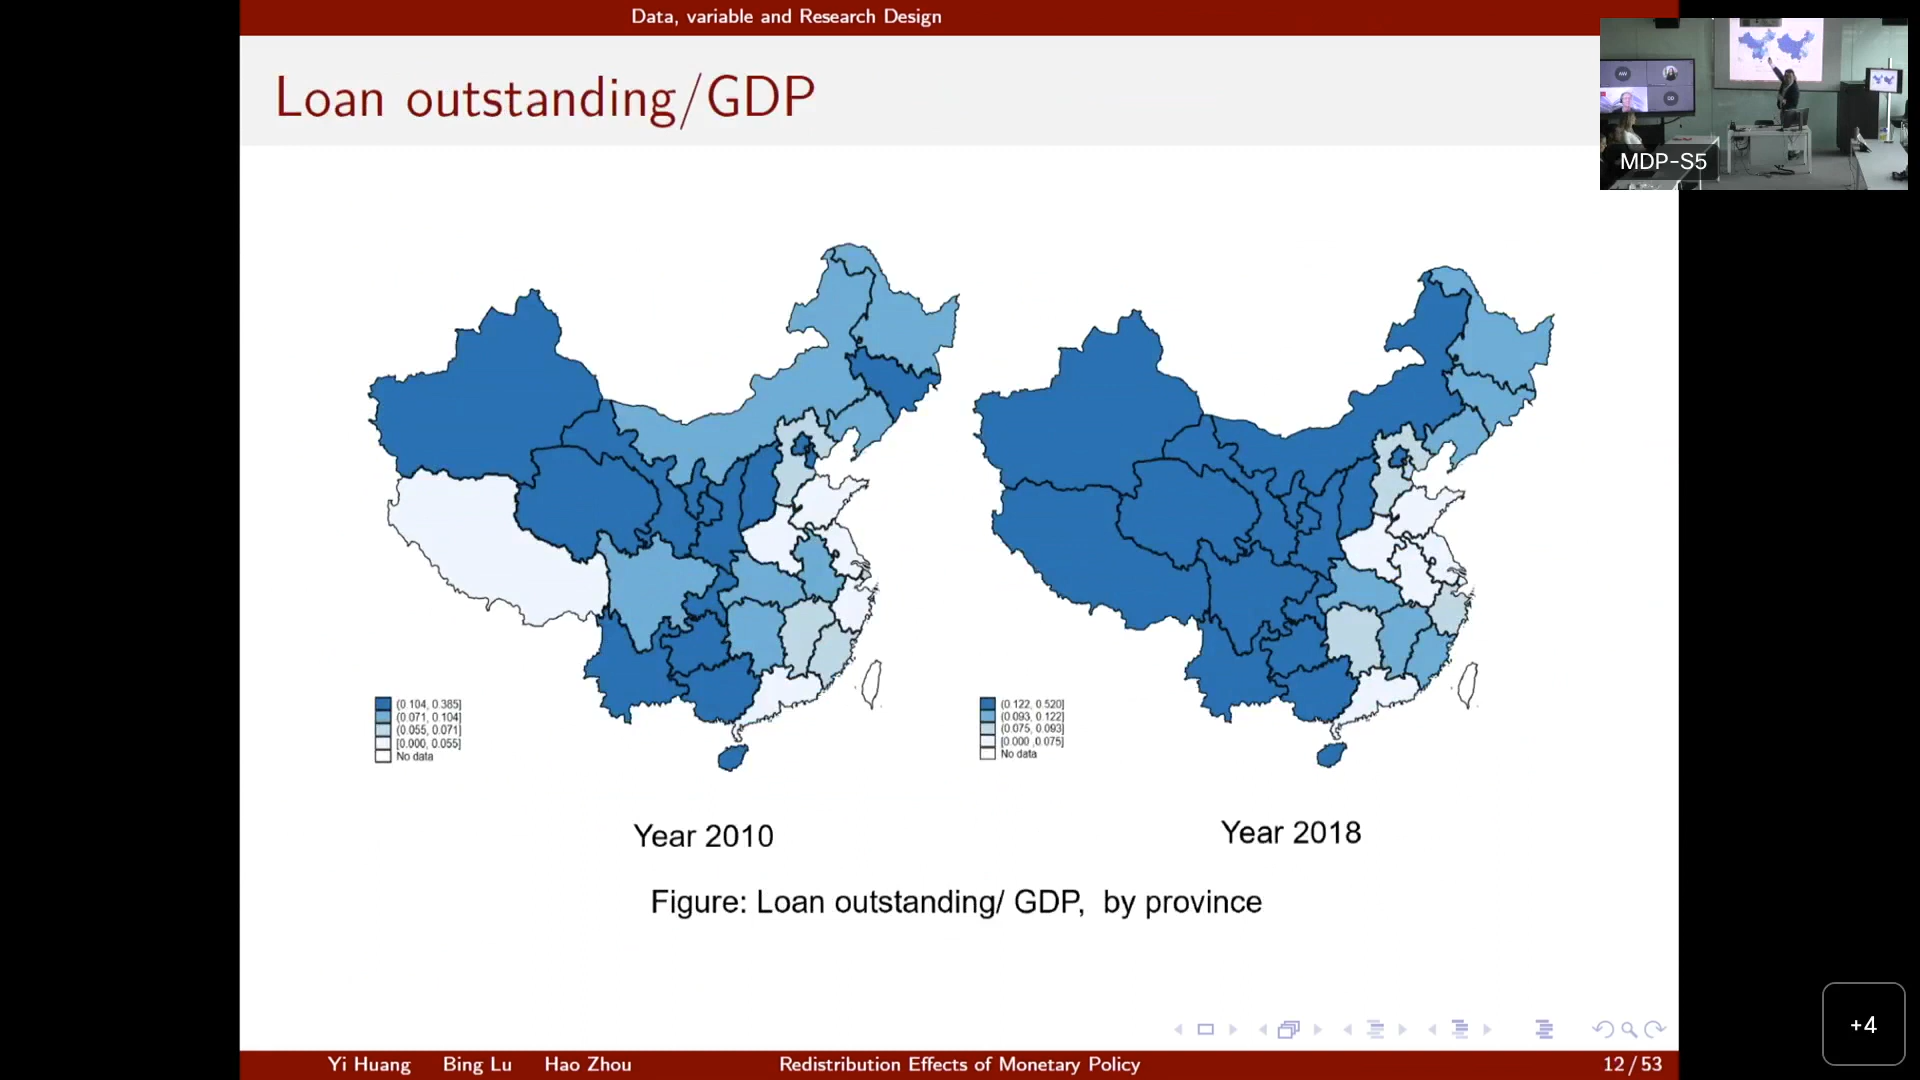 Data, variable and Research Design
Loan outstanding/GDP
MDP-S5
(0.104, 0.385]
(0.071, 0.104]
(0.055, 0.071]
[0.000, 0.055]
No data
(0.122, 0.520]
(0.093, 0.122]
(0.075, 0.093]
[0.000 ,0.075]
No data
Year 2010
Year 2018
Figure: Loan outstanding/ GDP,  by province
+4
Yi Huang Bing Lu Hao Zhou
Redistribution Effects of Monetary Policy
12 / 53